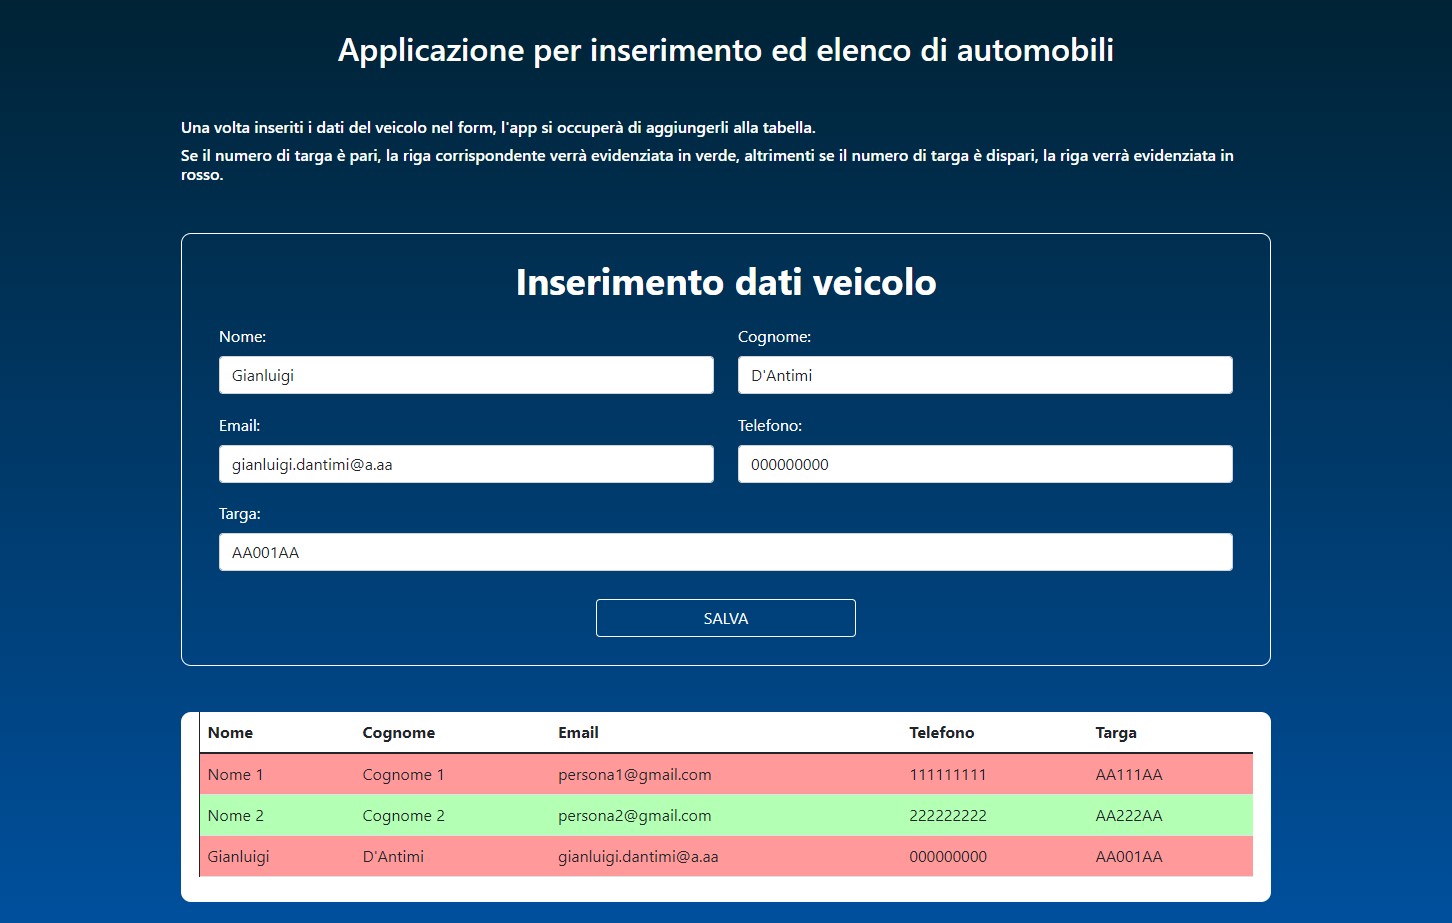 Applicazione per inserimento ed elenco di automobili
Una volta inseriti i dati del veicolo nel form, l'app si occuperà di aggiungerli alla tabella.
Se il numero di targa è pari, la riga corrispondente verrà evidenziata in verde, altrimenti se il numero di targa è dispari, la riga verrà evidenziata in
rosso.
Inserimento dati veicolo
Nome: Cognome:
Gianluigi D'Antimi
Email: Telefono:
gianluigi.dantimi@a.aa 000000000
Targa:
AA001AA
SALVA
Nome Cognome Email Telefono Targa
Nome 1 Cognome 1 persona1@gmail.com 111111111 AA111AA
Nome 2 Cognome 2 persona2@gmail.com 222222222 AA222AA
Gianluigi D'Antimi gianluigi.dantimi@a.aa 000000000 AA001AA